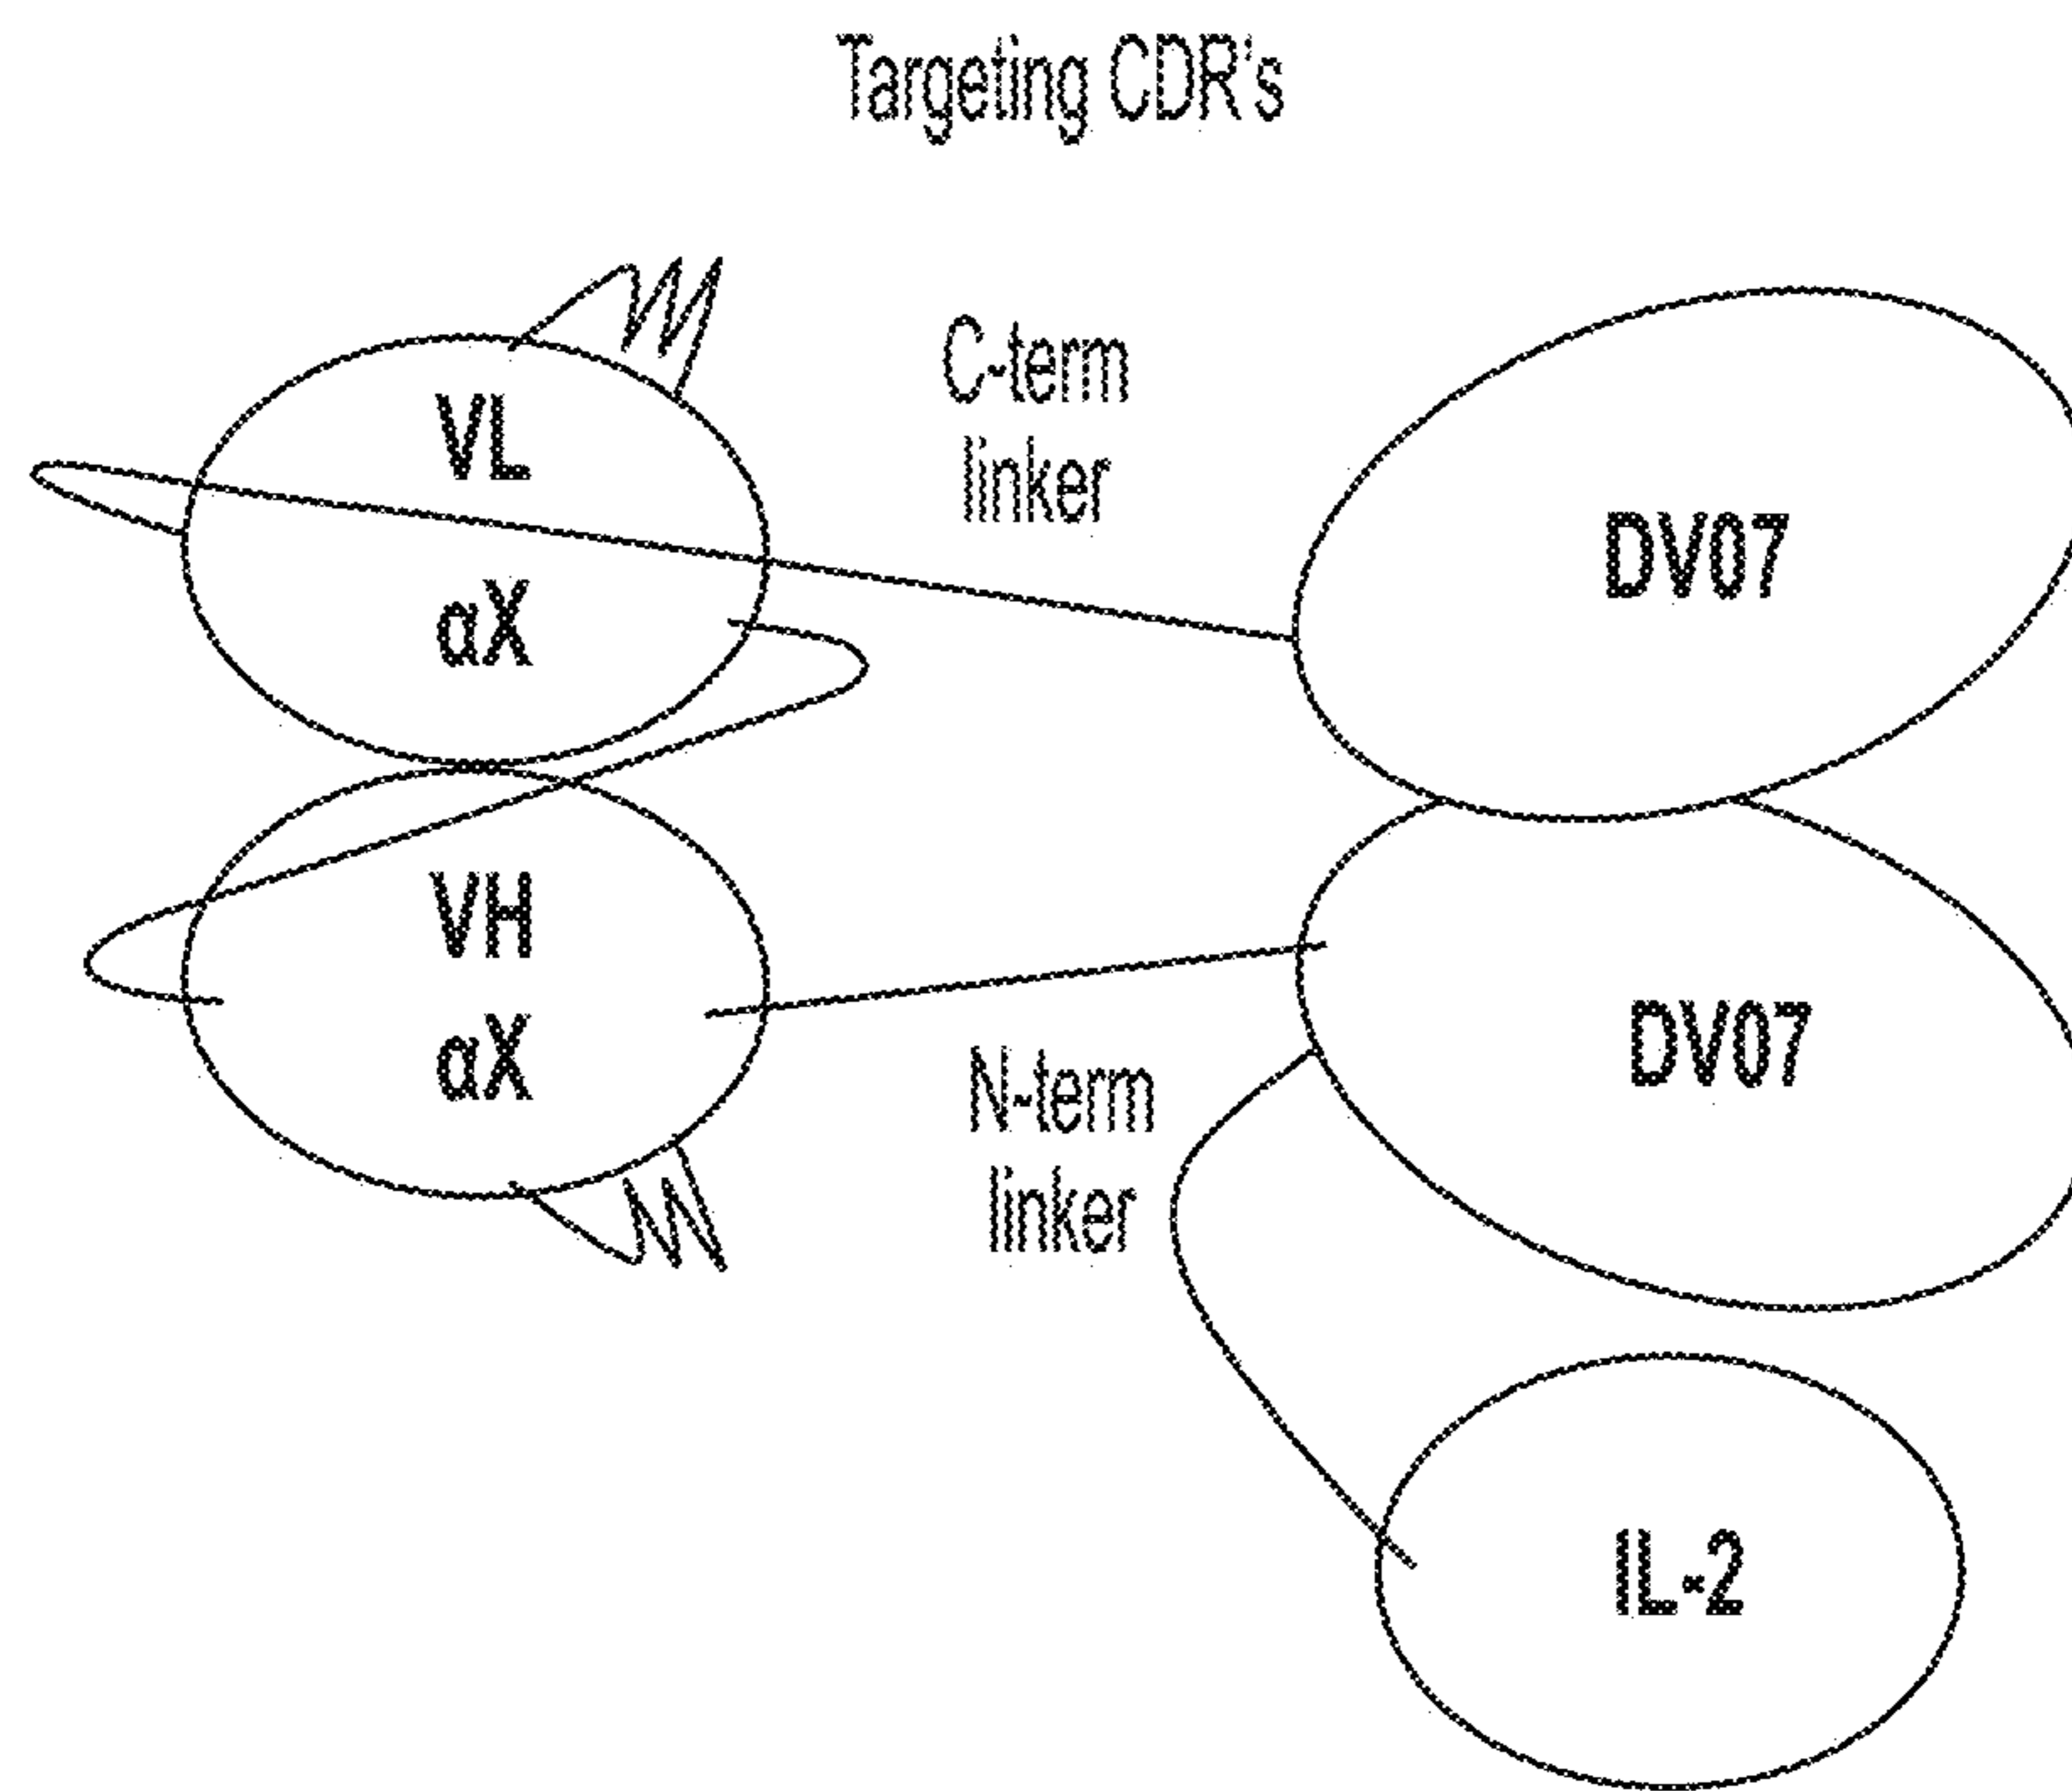 Targeting CDR's
VL
αX
C-term
linker
DV07
VH
αX
N-term
linker
DV07
IL-2